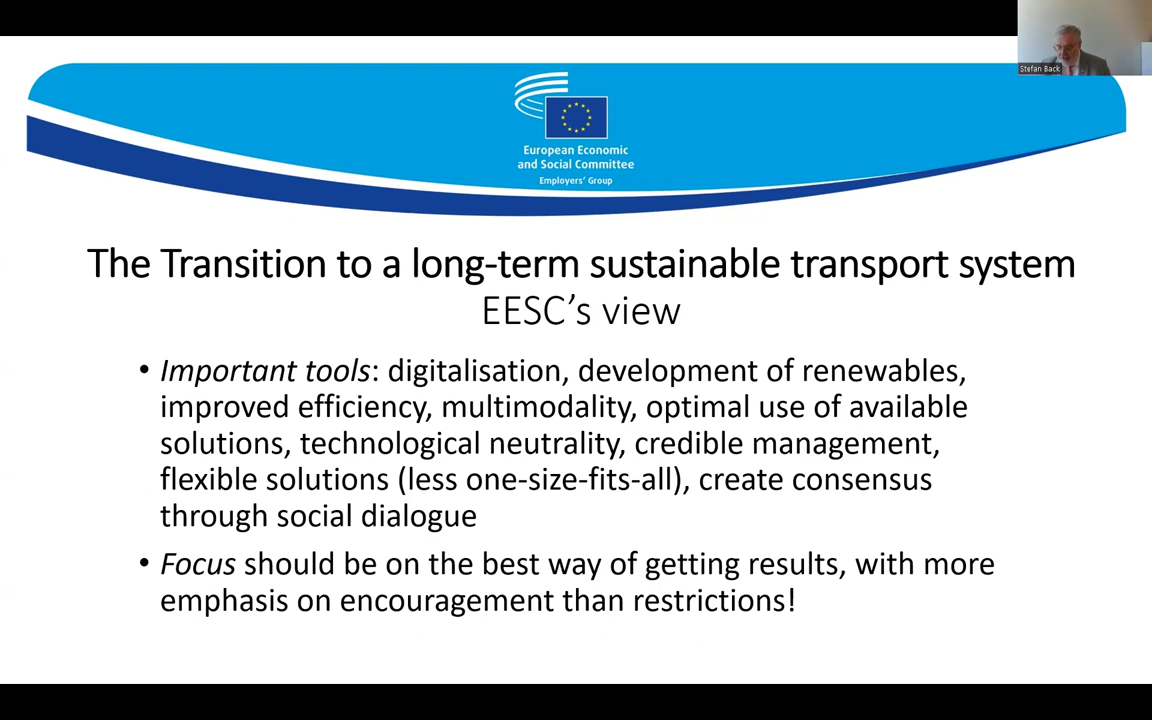 Stefan Back
European Economic
and Social Committee
Employers' Group
The Transition to a long-term sustainable transport system
EESC’s view
• Important tools: digitalisation, development of renewables,
improved efficiency, multimodality, optimal use of available
solutions, technological neutrality, credible management,
flexible solutions (less one-size-fits-all), create consensus
through social dialogue
• Focus should be on the best way of getting results, with more
emphasis on encouragement than restrictions!